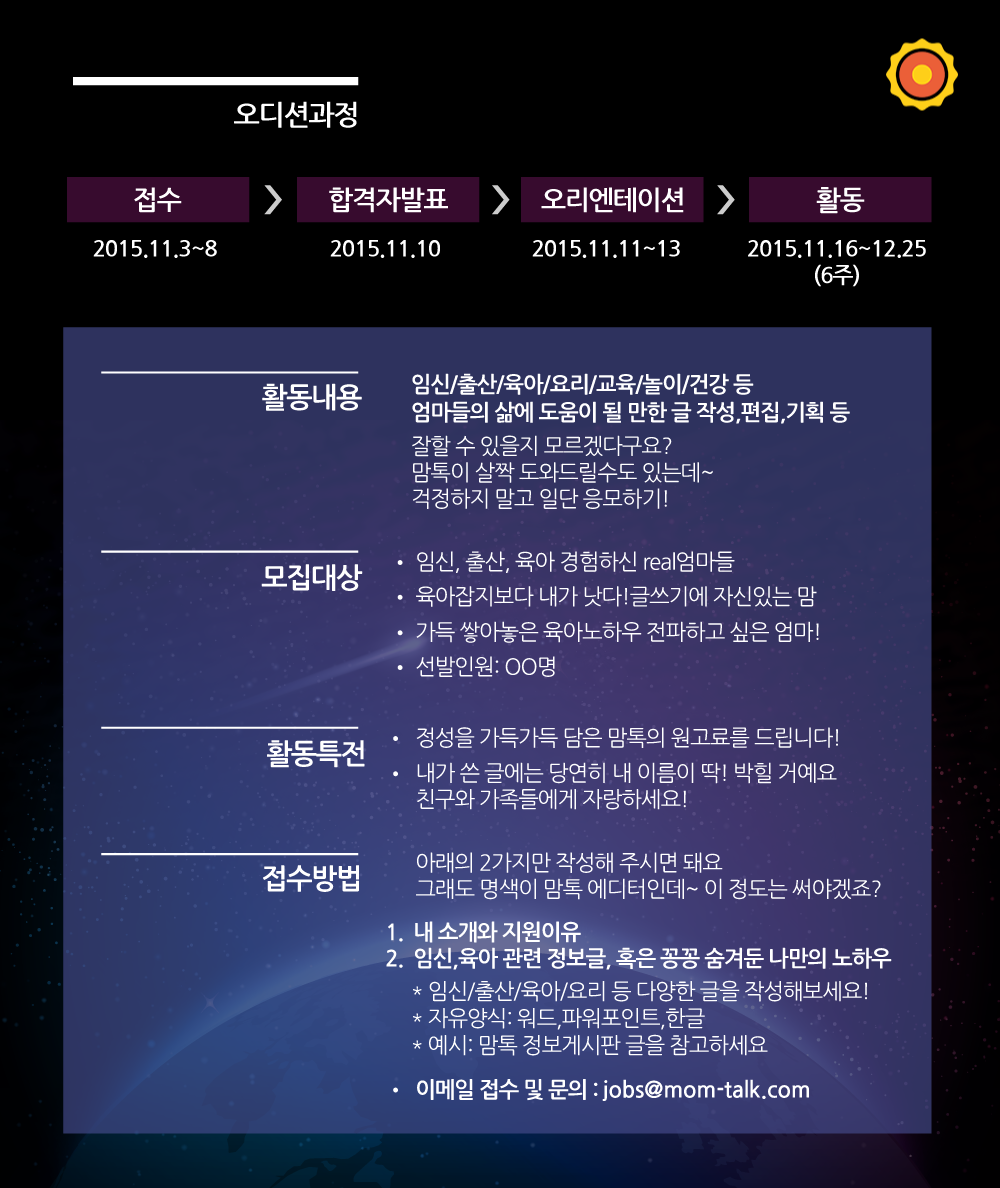 오디션과정
접수 > 합격자발표 > 오리엔테이션 > 활동
2015.11.3~8 2015.11.10 2015.11.11~13 2015.11.16~12.25
(6주)
활동내용
임신/출산/육아/요리/교육/놀이/건강 등
엄마들의 삶에 도움이 될 만한 글 작성,편집,기획 등
잘할 수 있을지 모르겠다구요?
맘톡이 살짝 도와드릴수도 있는데~
걱정하지 말고 일단 응모하기!
모집대상
• 임신, 출산, 육아 경험하신 real엄마들
• 육아잡지보다 내가 낫다!글쓰기에 자신있는 맘
• 가득 쌓아놓은 육아노하우 전파하고 싶은 엄마!
• 선발인원: OO명
활동특전
• 정성을 가득가득 담은 맘톡의 원고료를 드립니다!
• 내가 쓴 글에는 당연히 내 이름이 딱! 박힐 거예요
친구와 가족들에게 자랑하세요!
접수방법
아래의 2가지만 작성해 주시면 돼요
그래도 명색이 맘톡 에디터인데~ 이 정도는 써야겠죠?
1. 내 소개와 지원이유
2. 임신,육아 관련 정보글, 혹은 꽁꽁 숨겨둔 나만의 노하우
* 임신/출산/육아/요리 등 다양한 글을 작성해보세요!
* 자유양식: 워드,파워포인트,한글
* 예시: 맘톡 정보게시판 글을 참고하세요
• 이메일 접수 및 문의 : jobs@mom-talk.com